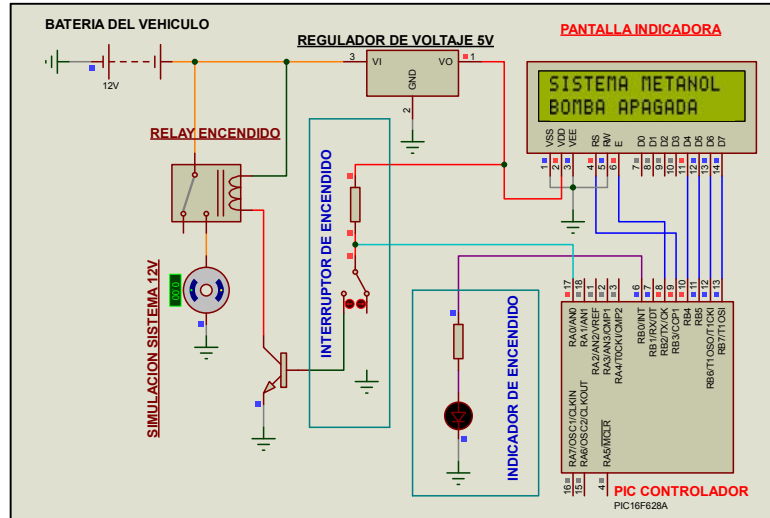 BATERIA DEL VEHICULO
12V
REGULADOR DE VOLTAJE 5V
3
VI
VO
1
GND
2
PANTALLA INDICADORA
SISTEMA METANOL
BOMBA APAGADA
VSS
VDD
VEE
RS
RW
E
D0
D1
D2
D3
D4
D5
D6
D7
1
2
3
4
5
6
7
8
9
10
11
12
13
14
RELAY ENCENDIDO
SIMULACION SISTEMA 12V
INTERRUPTOR DE ENCENDIDO
INDICADOR DE ENCENDIDO
17
18
1
2
3
6
7
8
9
10
11
12
13
RA0/AN0
RA1/AN1
RA2/AN2/VREF
RA3/AN3/CMP1
RA4/T0CKI/CMP2
RB0/INT
RB1/RX/DT
RB2/TX/CK
RB3/CCP1
RB4
RB5
RB6/T1OSO/T1CKI
RB7/T1OSI
RA7/OSC1/CLKIN
RA6/OSC2/CLKOUT
RA5/MCLR
16
15
4
PIC CONTROLADOR
PIC16F628A